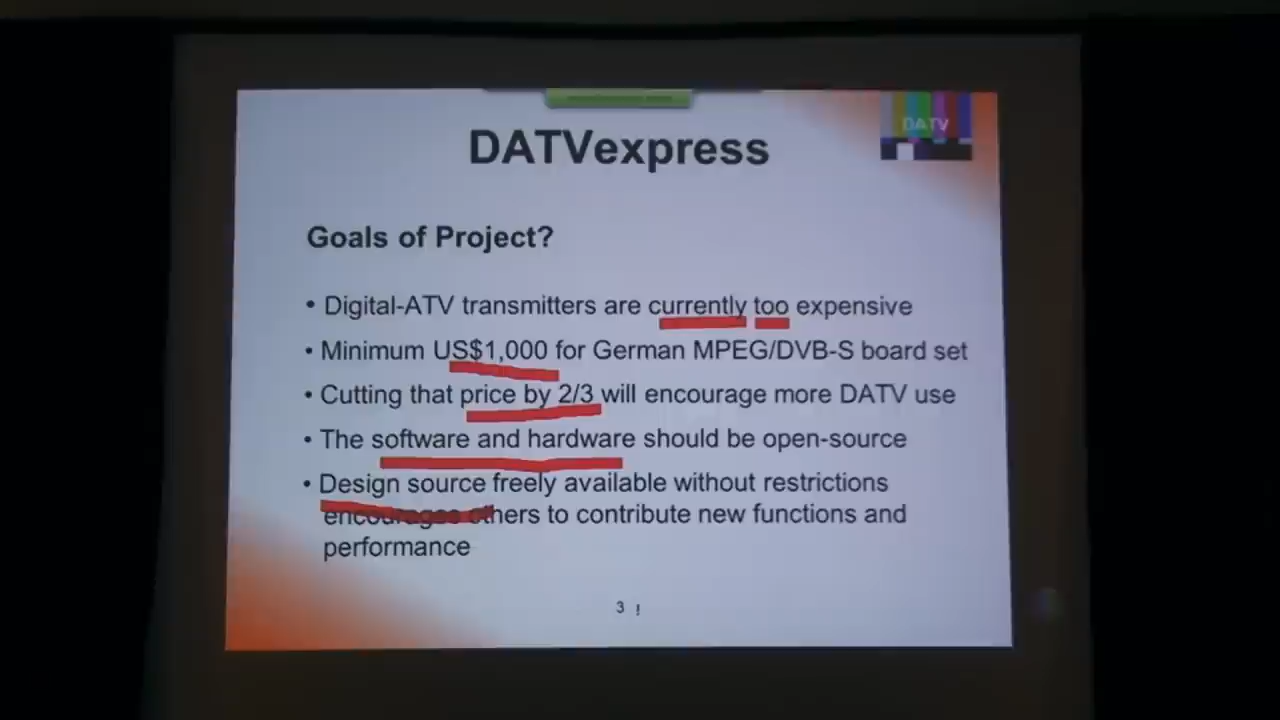 DATV
DATVexpress
Goals of Project?
• Digital-ATV transmitters are currently too expensive
• Minimum US$1,000 for German MPEG/DVB-S board set
• Cutting that price by 2/3 will encourage more DATV use
• The software and hardware should be open-source
• Design source freely available without restrictions
encourages others to contribute new functions and
performance
3 !